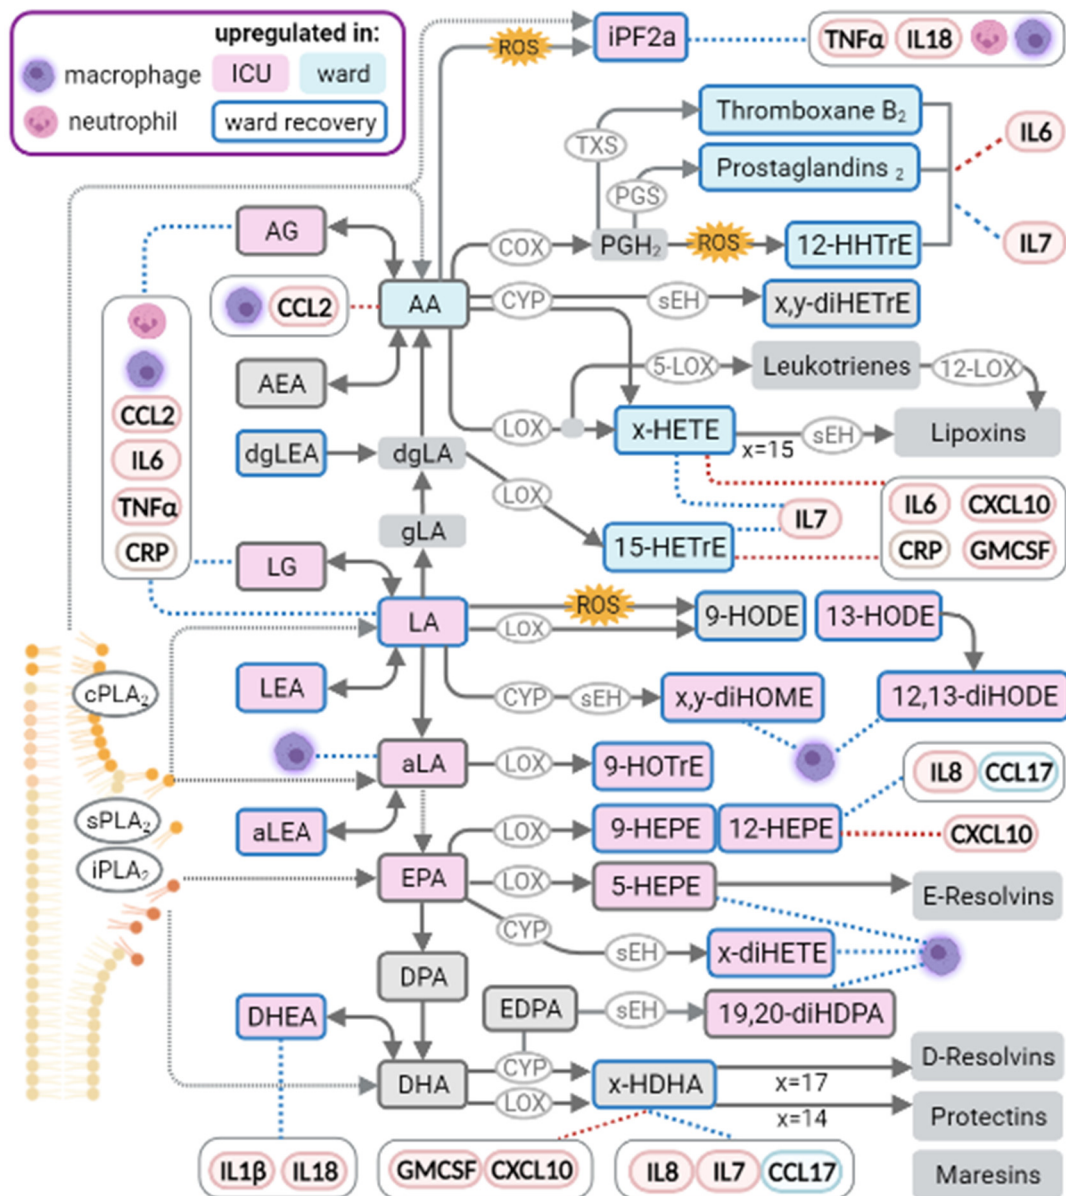 upregulated in:
macrophage
ICU
ward
neutrophil
ward recovery
ROS
iPF2a
TNFα
IL18
TXS
Thromboxane B2
IL6
PGS
Prostaglandins 2
AG
COX
PGH2
ROS
12-HHTrE
IL7
CCL2
AA
CYP
sEH
x,y-diHETrE
AEA
5-LOX
Leukotrienes
12-LOX
CCL2
LOX
x-HETE
x=15
sEH
Lipoxins
dgLEA
dgLA
IL6
LOX
TNFα
IL7
IL6
CXCL10
gLA
15-HETrE
CRP
GMCSF
CRP
LG
LA
ROS
LOX
9-HODE
13-HODE
cPLA2
LEA
CYP
sEH
x,y-diHOME
12,13-diHODE
aLA
LOX
9-HOTrE
IL8
CCL17
sPLA2
aLEA
LOX
9-HEPE
12-HEPE
CXCL10
iPLA2
EPA
LOX
5-HEPE
E-Resolvins
CYP
sEH
x-diHETE
DPA
DHEA
EDPA
sEH
19,20-diHDPA
DHA
CYP
LOX
x-HDHA
x=17
D-Resolvins
x=14
Protectins
IL1β
IL18
GMCSF
CXCL10
IL8
IL7
CCL17
Maresins